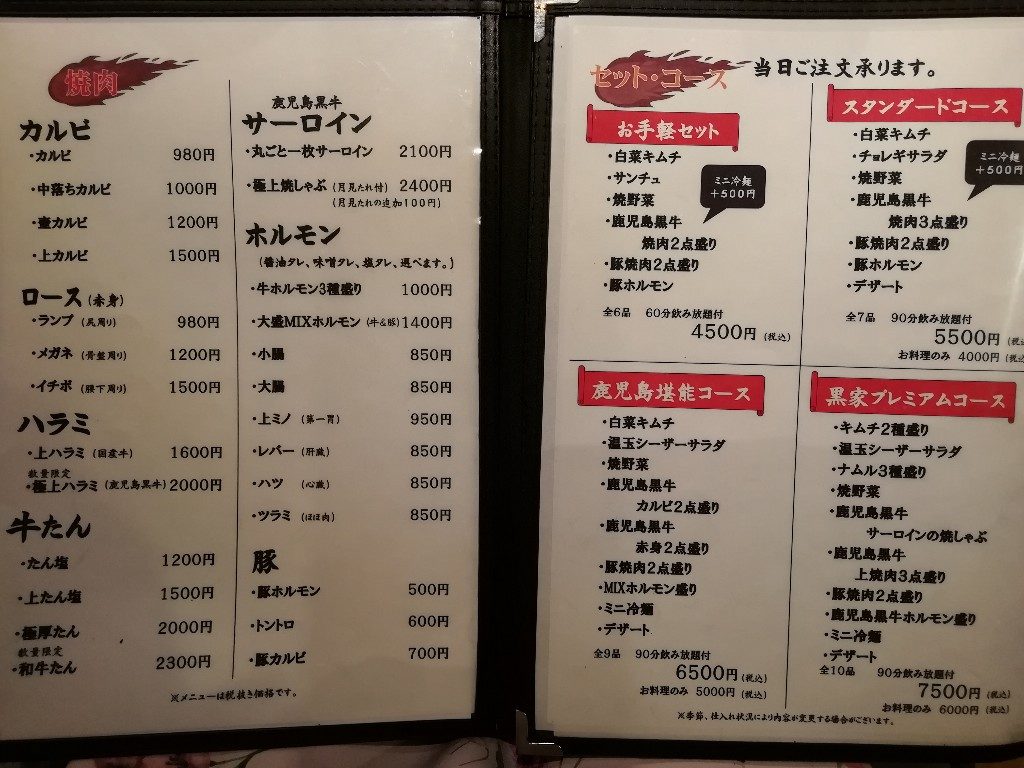 焼肉
カルビ
・カルビ 980円
・中落ちカルビ 1000円
・壷カルビ 1200円
・上カルビ 1500円
ロース(赤身)
・ランプ(尻周り) 980円
・メガネ(骨盤周り) 1200円
・イチボ(腰下周り) 1500円
ハラミ
・上ハラミ(国産牛) 1600円
数量限定
・極上ハラミ(鹿児島黒牛) 2000円
牛たん
・たん塩 1200円
・上たん塩 1500円
・極厚たん 2000円
数量限定
・和牛たん 2300円
鹿児島黒牛
サーロイン
・丸ごと一枚サーロイン 2100円
・極上焼しゃぶ(月見たれ付) 2400円
(月見たれの追加100円)
ホルモン
(醤油タレ、味噌タレ、塩タレ、選べます。)
・牛ホルモン3種盛り 1000円
・大盛MIXホルモン(牛&豚) 1400円
・小腸 850円
・大腸 850円
・上ミノ(第一胃) 950円
・レバー(肝臓) 850円
・ハツ(心臓) 850円
・ツラミ(ほほ肉) 850円
豚
・豚ホルモン 500円
・トントロ 600円
・豚カルビ 700円
※メニューは税抜き価格です。
セット・コース 当日ご注文承ります。
お手軽セット
・白菜キムチ
・サンチュ
・焼野菜
・鹿児島黒牛
焼肉2点盛り
・豚焼肉2点盛り
・豚ホルモン
ミニ冷麺
+500円
全6品 60分飲み放題付
4500円(税込)
スタンダードコース
・白菜キムチ
・チョレギサラダ
・焼野菜
・鹿児島黒牛
焼肉3点盛り
・豚焼肉2点盛り
・豚ホルモン
・デザート
ミニ冷麺
+500円
全7品 90分飲み放題付
5500円(税込
お料理のみ 4000円(税込
鹿児島堪能コース
・白菜キムチ
・温玉シーザーサラダ
・焼野菜
・鹿児島黒牛
カルビ2点盛り
・鹿児島黒牛
赤身2点盛り
・豚焼肉2点盛り
・MIXホルモン盛り
・ミニ冷麺
・デザート
全9品 90分飲み放題付
6500円(税込)
お料理のみ 5000円(税込)
黒家プレミアムコース
・キムチ2種盛り
・温玉シーザーサラダ
・ナムル3種盛り
・焼野菜
・鹿児島黒牛
サーロインの焼しゃぶ
・鹿児島黒牛
上焼肉3点盛り
・豚焼肉2点盛り
・鹿児島黒牛ホルモン盛り
・ミニ冷麺
・デザート
全10品 90分飲み放題付
7500円(税込)
お料理のみ 6000円(税込)
※季節、仕入れ状況により内容が変更する場合がございます。